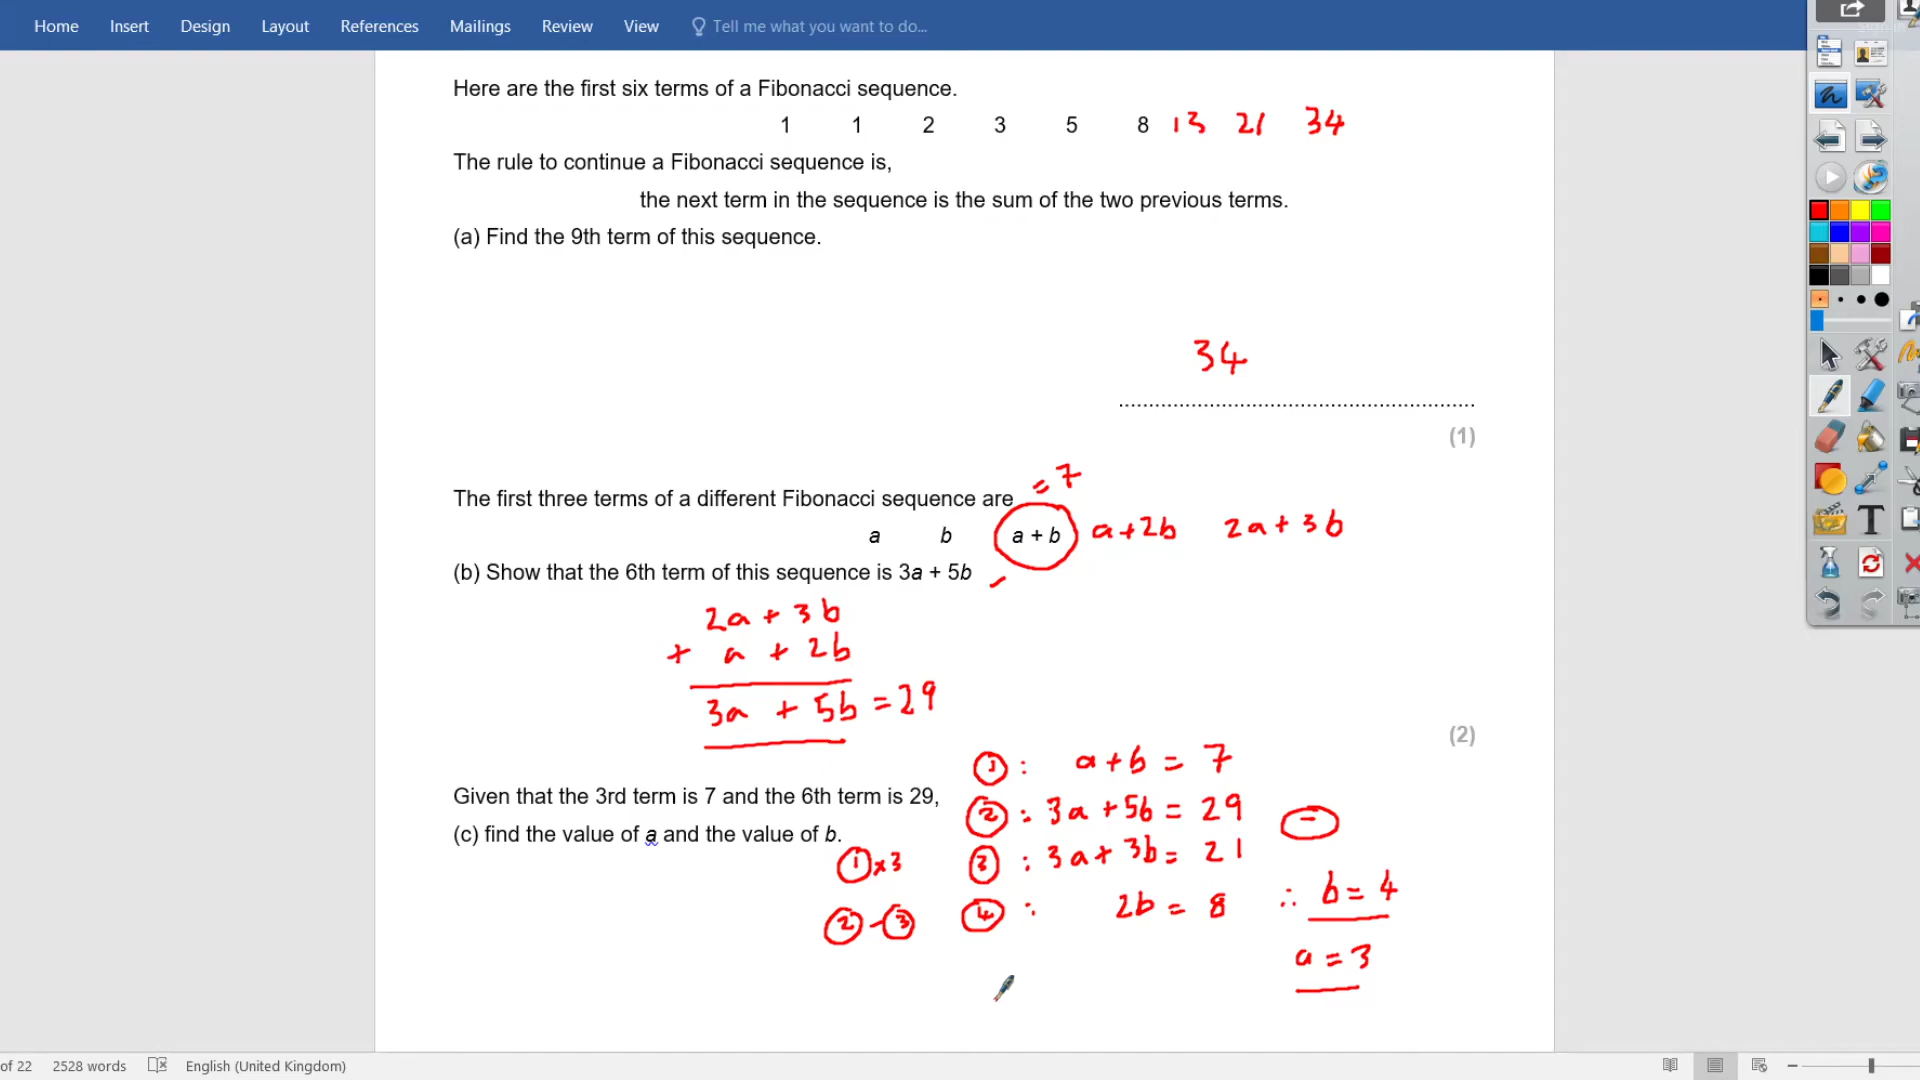 Home Insert Design Layout References Mailings Review View Tell me what you want to do...
Here are the first six terms of a Fibonacci sequence.
1 1 2 3 5 8 13 21 34
The rule to continue a Fibonacci sequence is,
the next term in the sequence is the sum of the two previous terms.
(a) Find the 9th term of this sequence.
34
(1)
= 7
The first three terms of a different Fibonacci sequence are
a b a + b a + 2b 2a + 3b
(b) Show that the 6th term of this sequence is 3a + 5b
2a + 3b
+ a + 2b
3a + 5b = 29
(2)
① : a + b = 7
Given that the 3rd term is 7 and the 6th term is 29,
② : 3a + 5b = 29 -
(c) find the value of a and the value of b.
① x 3 ③ : 3a + 3b = 21
② - ③ ④ : 2b = 8 ∴ b = 4
a = 3
of 22 2528 words English (United Kingdom)